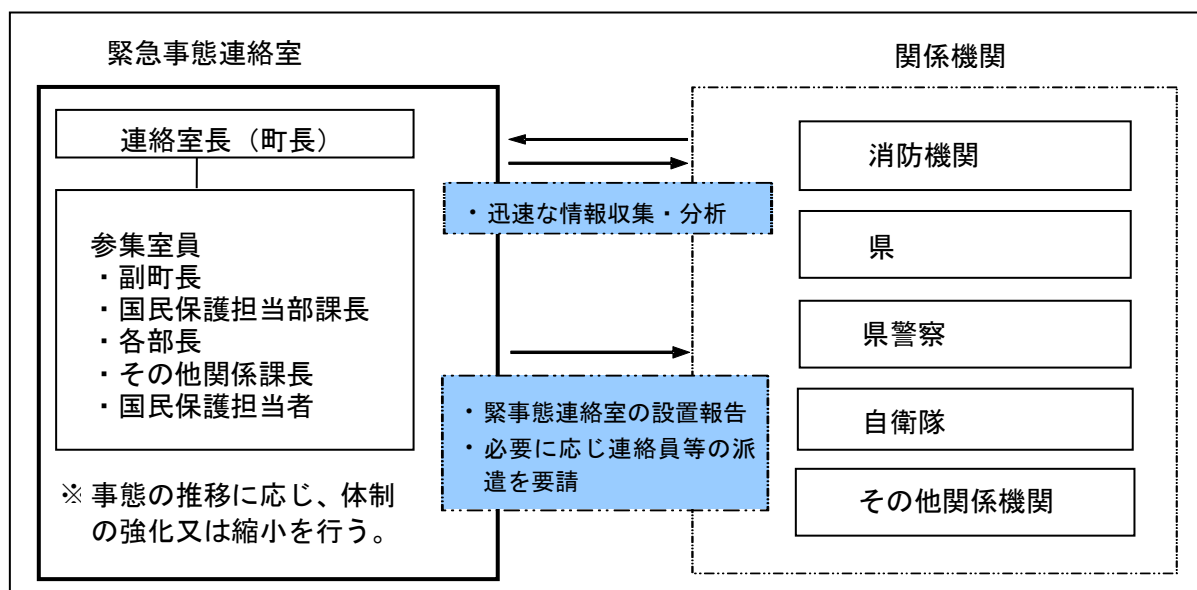 緊急事態連絡室
連絡室長（町長）
参集室員
・副町長
・国民保護担当部課長
・各部長
・その他関係課長
・国民保護担当者
※ 事態の推移に応じ、体制
の強化又は縮小を行う。
・迅速な情報収集・分析
・緊事態連絡室の設置報告
・必要に応じ連絡員等の派
遣を要請
関係機関
消防機関
県
県警察
自衛隊
その他関係機関